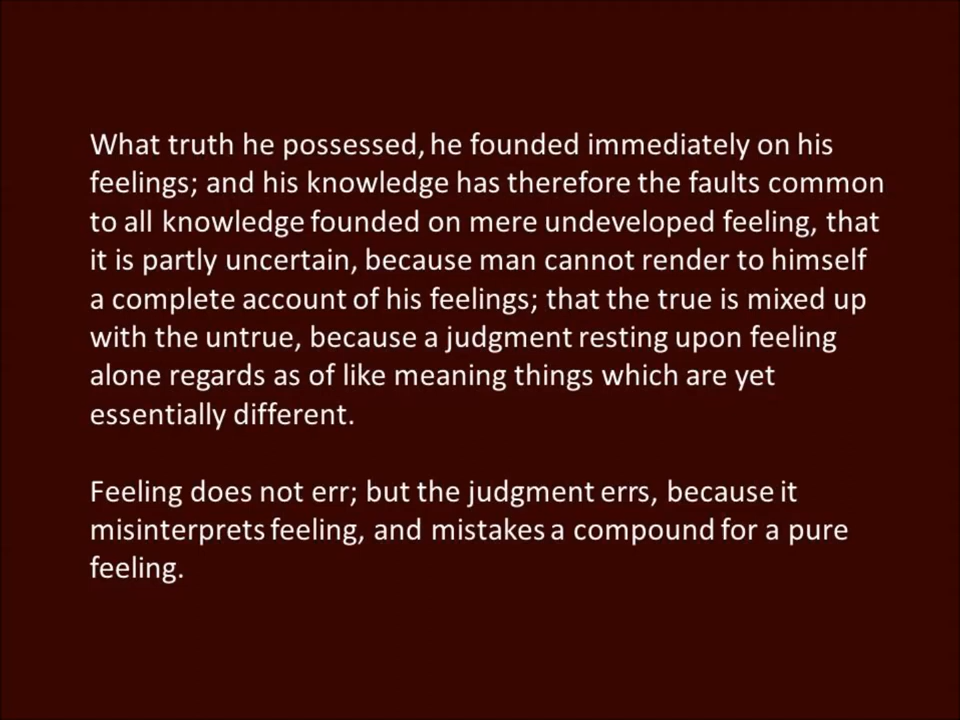 What truth he possessed, he founded immediately on his
feelings; and his knowledge has therefore the faults common
to all knowledge founded on mere undeveloped feeling, that
it is partly uncertain, because man cannot render to himself
a complete account of his feelings; that the true is mixed up
with the untrue, because a judgment resting upon feeling
alone regards as of like meaning things which are yet
essentially different.
Feeling does not err; but the judgment errs, because it
misinterprets feeling, and mistakes a compound for a pure
feeling.